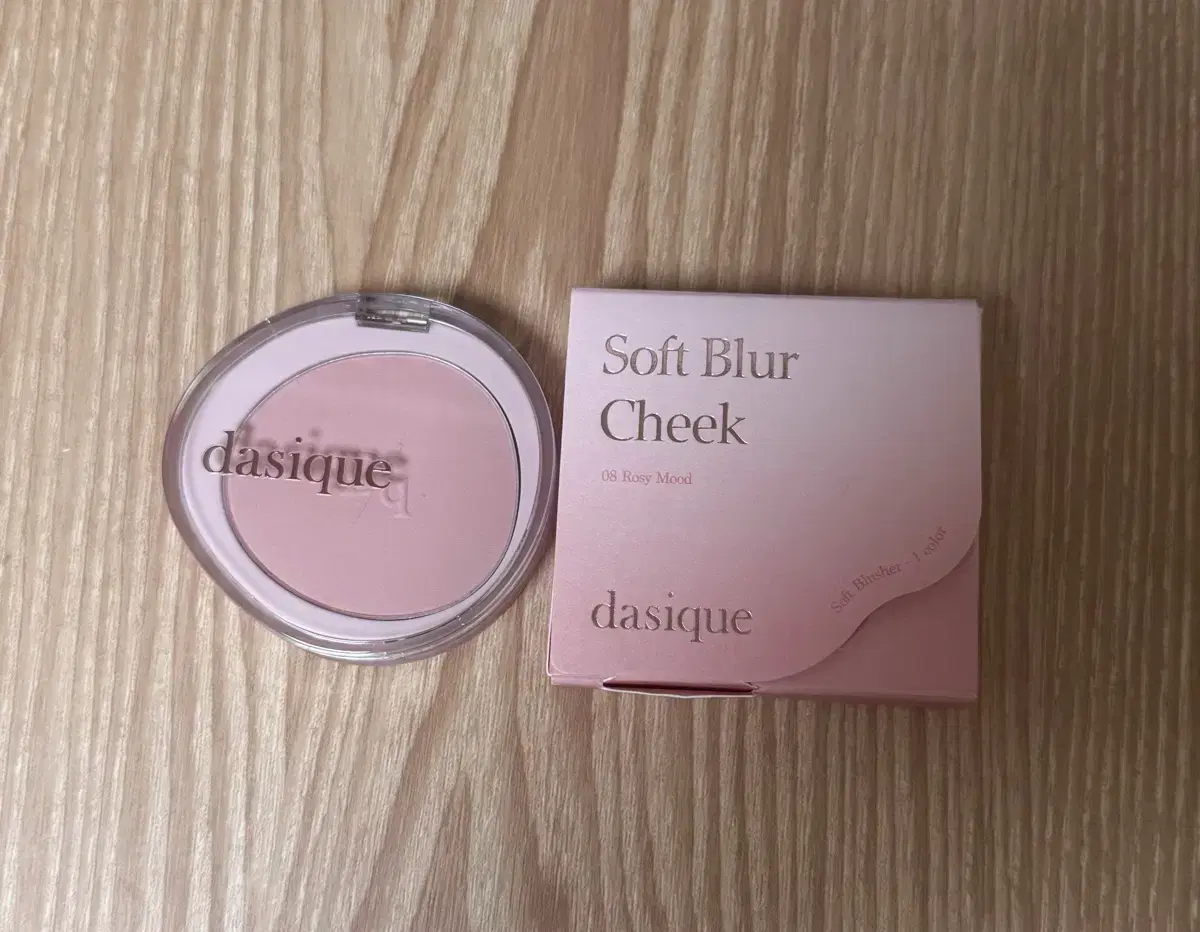 dasique
Soft Blur
Cheek
08 Rosy Mood
Soft Blusher · 1 color
dasique